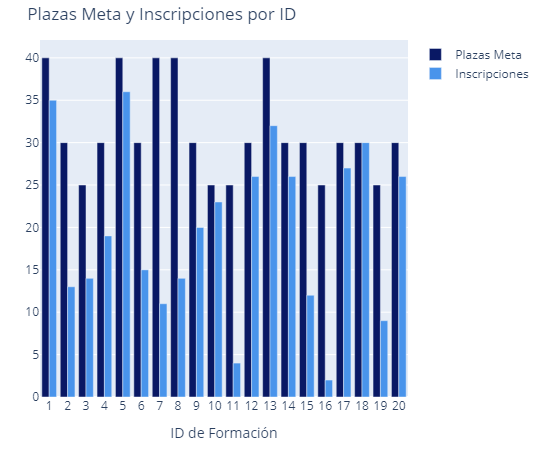 Plazas Meta y Inscripciones por ID
Plazas Meta
Inscripciones
40
35
30
25
20
15
10
5
0
1 2 3 4 5 6 7 8 9 10 11 12 13 14 15 16 17 18 19 20
ID de Formación